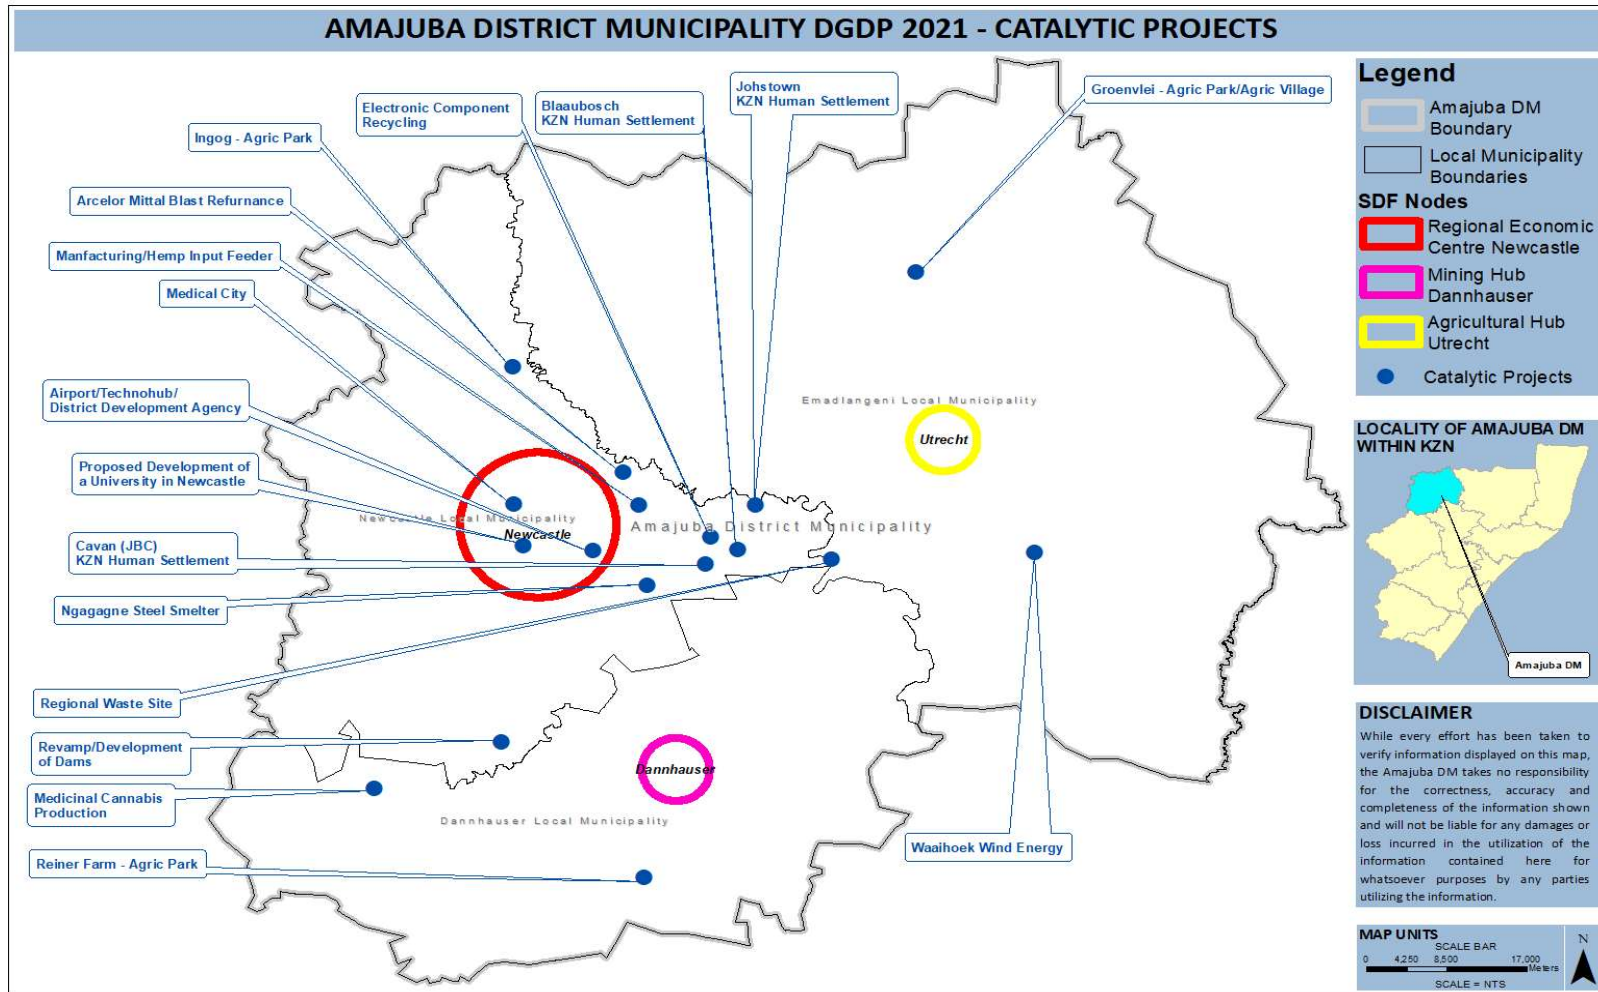 AMAJUBA DISTRICT MUNICIPALITY DGDP 2021 - CATALYTIC PROJECTS
Johstown
KZN Human Settlement
Groenvlei - Agric Park/Agric Village
Electronic Component
Recycling
Blaaubosch
KZN Human Settlement
Ingog - Agric Park
Arcelor Mittal Blast Refurnance
Manfacturing/Hemp Input Feeder
Medical City
Airport/Technohub/
District Development Agency
Proposed Development of
a University in Newcastle
Cavan (JBC)
KZN Human Settlement
Ngagagne Steel Smelter
Regional Waste Site
Revamp/Development
of Dams
Medicinal Cannabis
Production
Reiner Farm - Agric Park
Waaihoek Wind Energy
Emadlangeni Local Municipality
Utrecht
Newcastle Local Municipality
Newcastle
Amajuba District Municipality
Dannhauser
Dannhauser Local Municipality
Legend
Amajuba DM
Boundary
Local Municipality
Boundaries
SDF Nodes
Regional Economic
Centre Newcastle
Mining Hub
Dannhauser
Agricultural Hub
Utrecht
Catalytic Projects
LOCALITY OF AMAJUBA DM
WITHIN KZN
Amajuba DM
DISCLAIMER
While every effort has been taken to
verify information displayed on this map,
the Amajuba DM takes no responsibility
for the correctness, accuracy and
completeness of the information shown
and will not be liable for any damages or
loss incurred in the utilization of the
information contained here for
whatsoever purposes by any parties
utilizing the information.
MAP UNITS
SCALE BAR
0 4,250 8,500 17,000
Meters
SCALE = NTS
N